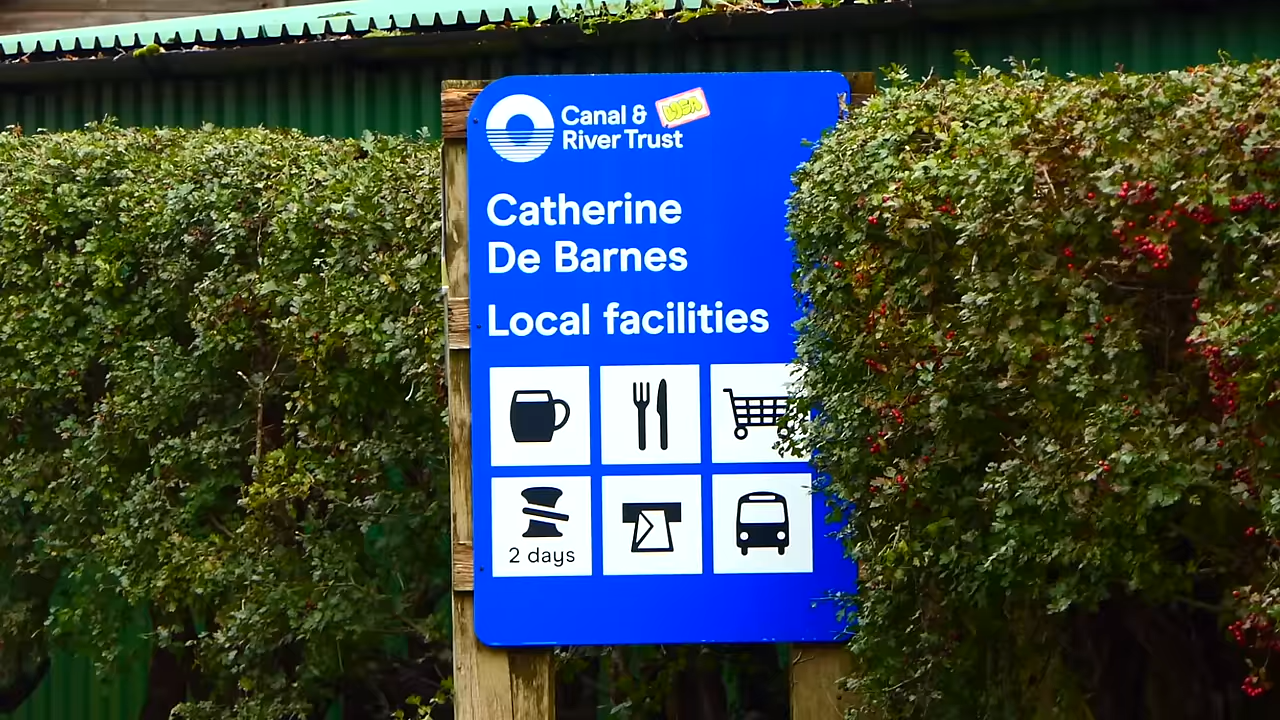 Canal &
River Trust
Catherine
De Barnes
Local facilities
2 days